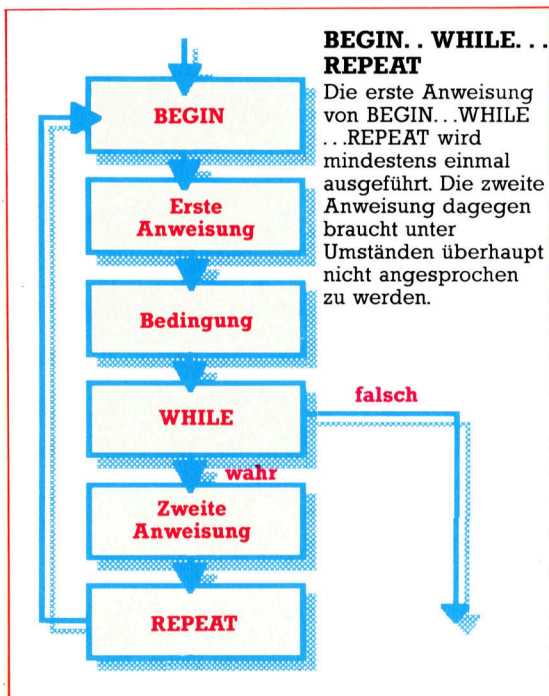 BEGIN. . WHILE. . .
REPEAT
Die erste Anweisung
von BEGIN. . .WHILE
. . .REPEAT wird
mindestens einmal
ausgeführt. Die zweite
Anweisung dagegen
braucht unter
Umständen überhaupt
nicht angesprochen
zu werden.
BEGIN
Erste
Anweisung
Bedingung
WHILE
falsch
wahr
Zweite
Anweisung
REPEAT